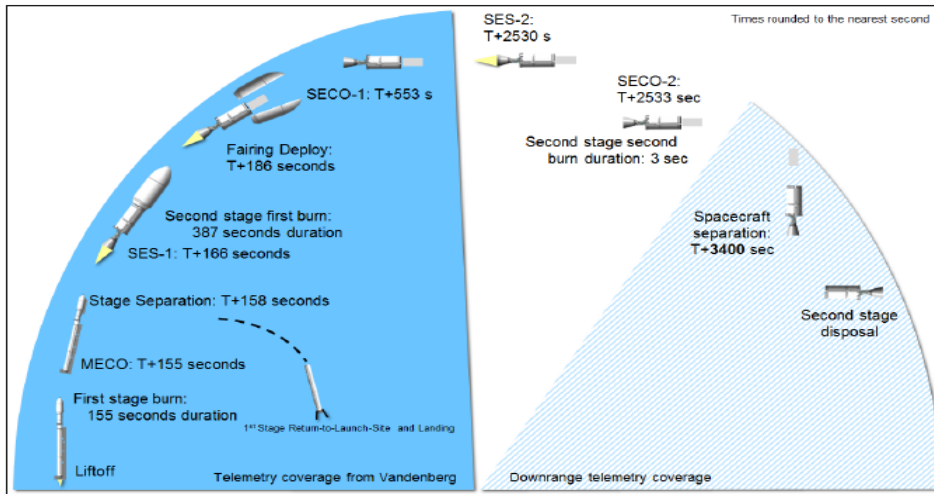 SES-2:
T+2530 s
Times rounded to the nearest second
SECO-1: T+553 s
SECO-2:
T+2533 sec
Second stage second
burn duration: 3 sec
Fairing Deploy:
T+186 seconds
Second stage first burn:
387 seconds duration
SES-1: T+166 seconds
Spacecraft
separation:
T+3400 sec
Stage Separation: T+158 seconds
Second stage
disposal
MECO: T+155 seconds
First stage burn:
155 seconds duration
1st Stage Return-to-Launch-Site and Landing
Liftoff
Telemetry coverage from Vandenberg
Downrange telemetry coverage